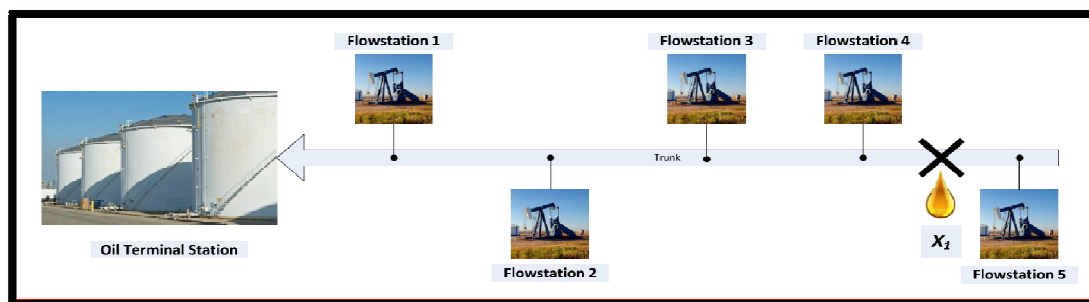 Flowstation 1
Flowstation 3
Flowstation 4
Trunk
Oil Terminal Station
Flowstation 2
X₁
Flowstation 5